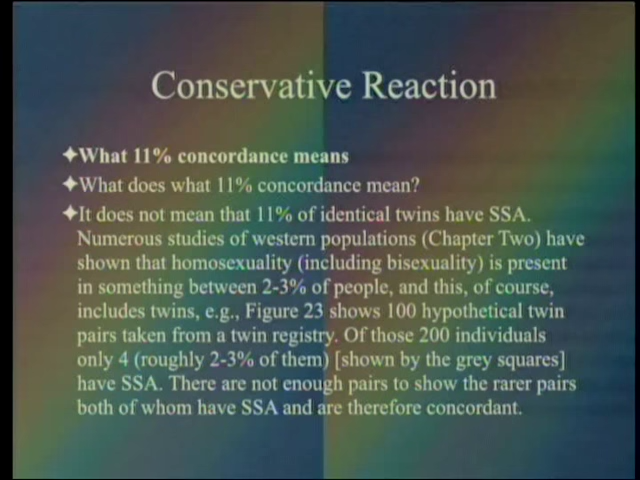 Conservative Reaction
✦What 11% concordance means
✦What does what 11% concordance mean?
✦It does not mean that 11% of identical twins have SSA.
Numerous studies of western populations (Chapter Two) have
shown that homosexuality (including bisexuality) is present
in something between 2-3% of people, and this, of course,
includes twins, e.g., Figure 23 shows 100 hypothetical twin
pairs taken from a twin registry. Of those 200 individuals
only 4 (roughly 2-3% of them) [shown by the grey squares]
have SSA. There are not enough pairs to show the rarer pairs
both of whom have SSA and are therefore concordant.